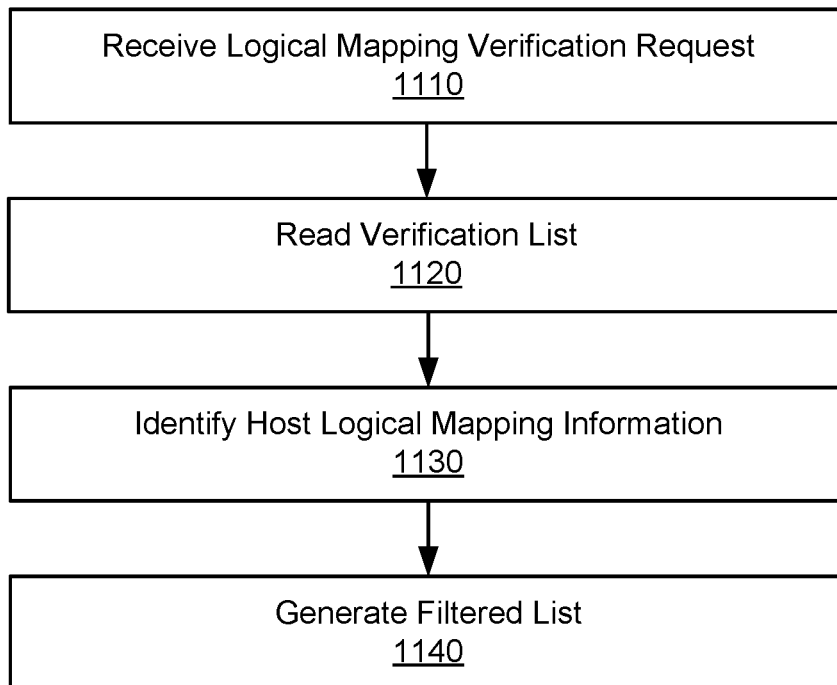 Receive Logical Mapping Verification Request
1110
Read Verification List
1120
Identify Host Logical Mapping Information
1130
Generate Filtered List
1140